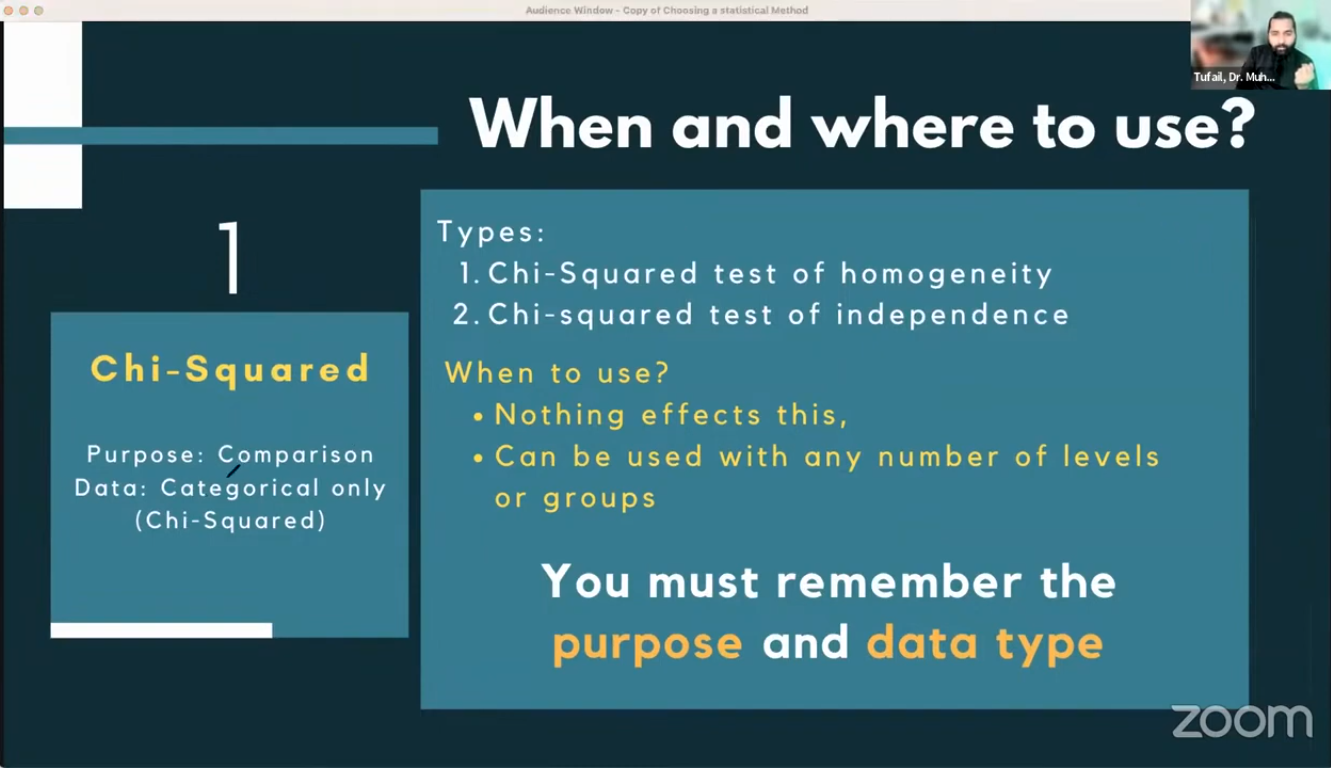 Audience Window - Copy of Choosing a statistical Method
Tufail, Dr. Muh...
When and where to use?
1
Chi-Squared
Purpose: Comparison
Data: Categorical only
(Chi-Squared)
Types:
1. Chi-Squared test of homogeneity
2. Chi-squared test of independence
When to use?
• Nothing effects this,
• Can be used with any number of levels
or groups
You must remember the
purpose and data type
zoom